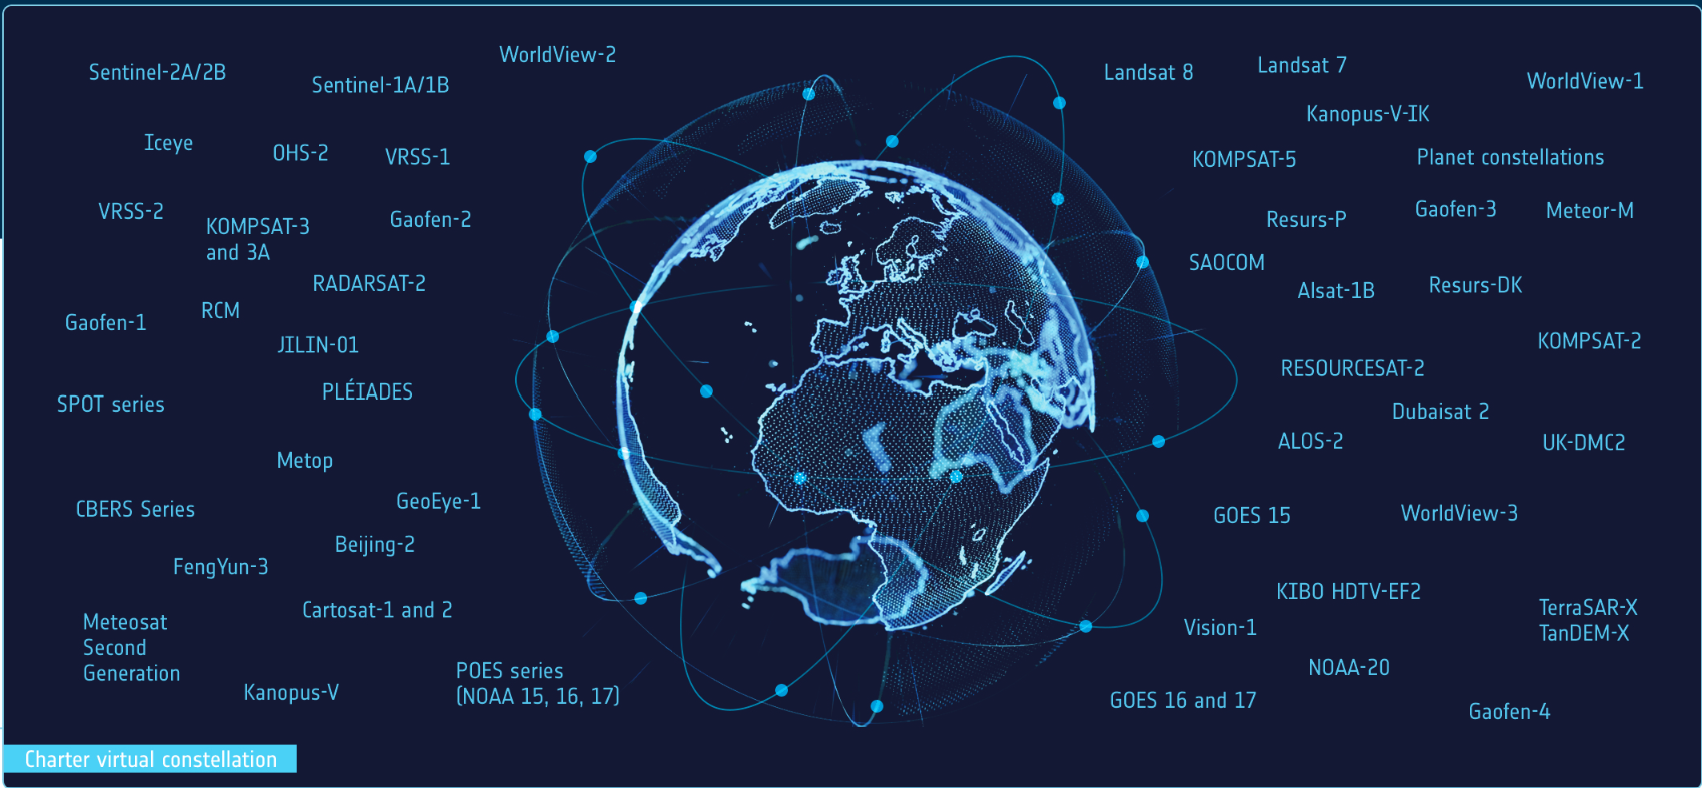 WorldView-2
Sentinel-2A/2B
Sentinel-1A/1B
Iceye
OHS-2
VRSS-1
VRSS-2
KOMPSAT-3
and 3A
Gaofen-2
RADARSAT-2
RCM
Gaofen-1
JILIN-01
PLÉIADES
SPOT series
Metop
GeoEye-1
CBERS Series
Beijing-2
FengYun-3
Cartosat-1 and 2
Meteosat
Second
Generation
Kanopus-V
POES series
(NOAA 15, 16, 17)
Landsat 8
Landsat 7
WorldView-1
Kanopus-V-IK
KOMPSAT-5
Planet constellations
Resurs-P
Gaofen-3
Meteor-M
SAOCOM
Alsat-1B
Resurs-DK
KOMPSAT-2
RESOURCESAT-2
Dubaisat 2
ALOS-2
UK-DMC2
GOES 15
WorldView-3
KIBO HDTV-EF2
TerraSAR-X
TanDEM-X
Vision-1
NOAA-20
GOES 16 and 17
Gaofen-4
Charter virtual constellation